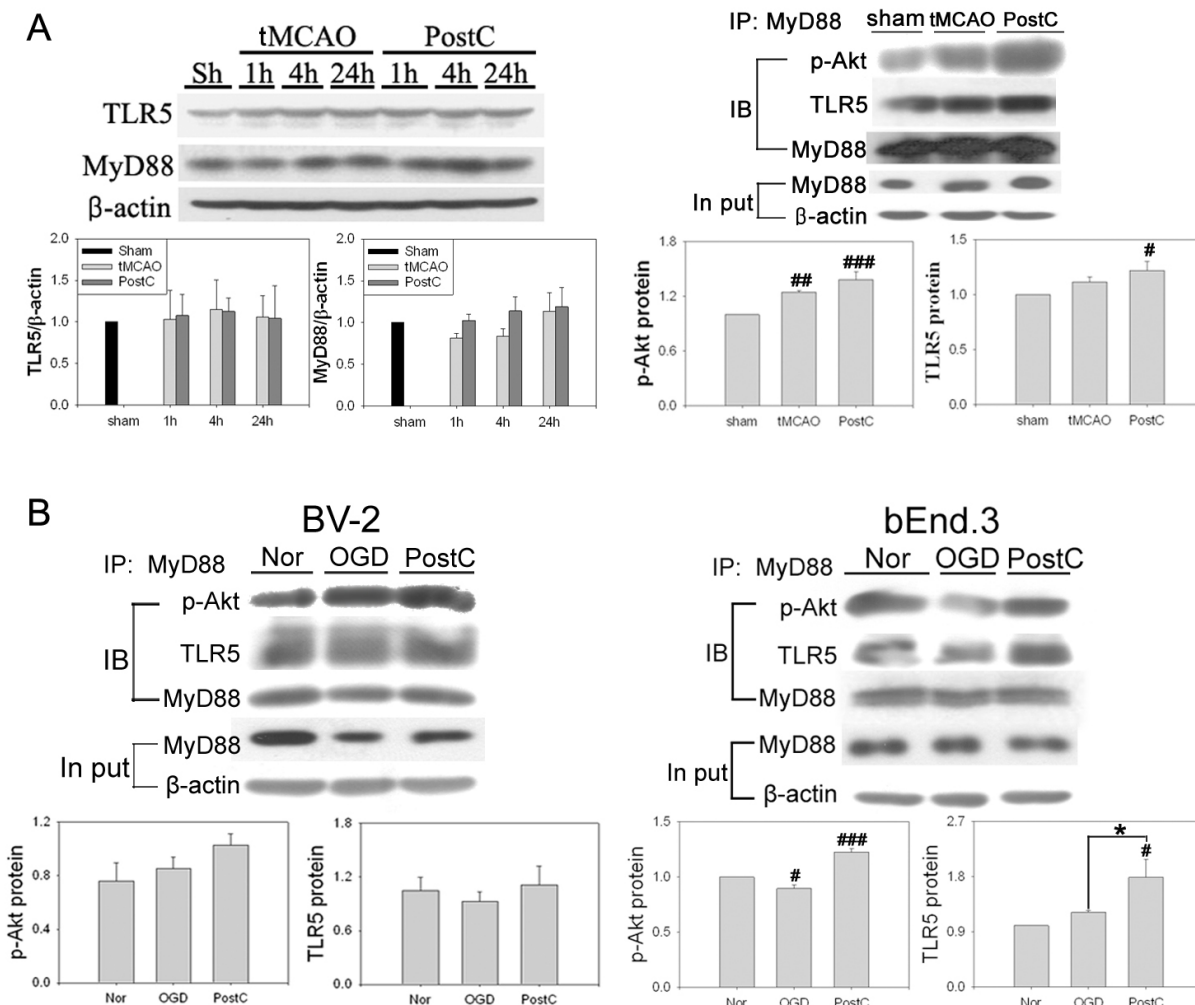 A
tMCAO PostC
Sh 1h 4h 24h 1h 4h 24h
TLR5
MyD88
β-actin
2.0
1.5
1.0
0.5
0.0
TLR5/β-actin
Sham
tMCAO
PostC
sham 1h 4h 24h
2.0
1.5
1.0
0.5
0.0
MyD88/β-actin
Sham
tMCAO
PostC
sham 1h 4h 24h
IP: MyD88 sham tMCAO PostC
IB
p-Akt
TLR5
MyD88
In put
MyD88
β-actin
1.8
1.2
0.6
0.0
p-Akt protein
## ###
sham tMCAO PostC
1.5
1.0
0.5
0.0
TLR5 protein
#
sham tMCAO PostC
B
BV-2
IP: MyD88 Nor OGD PostC
IB
p-Akt
TLR5
MyD88
In put
MyD88
β-actin
1.2
0.8
0.4
0.0
p-Akt protein
Nor OGD PostC
1.8
1.2
0.6
0.0
TLR5 protein
Nor OGD PostC
bEnd.3
IP: MyD88 Nor OGD PostC
IB
p-Akt
TLR5
MyD88
In put
MyD88
β-actin
1.5
1.0
0.5
0.0
p-Akt protein
# ###
Nor OGD PostC
2.7
1.8
0.9
0.0
TLR5 protein
*
#
Nor OGD PostC